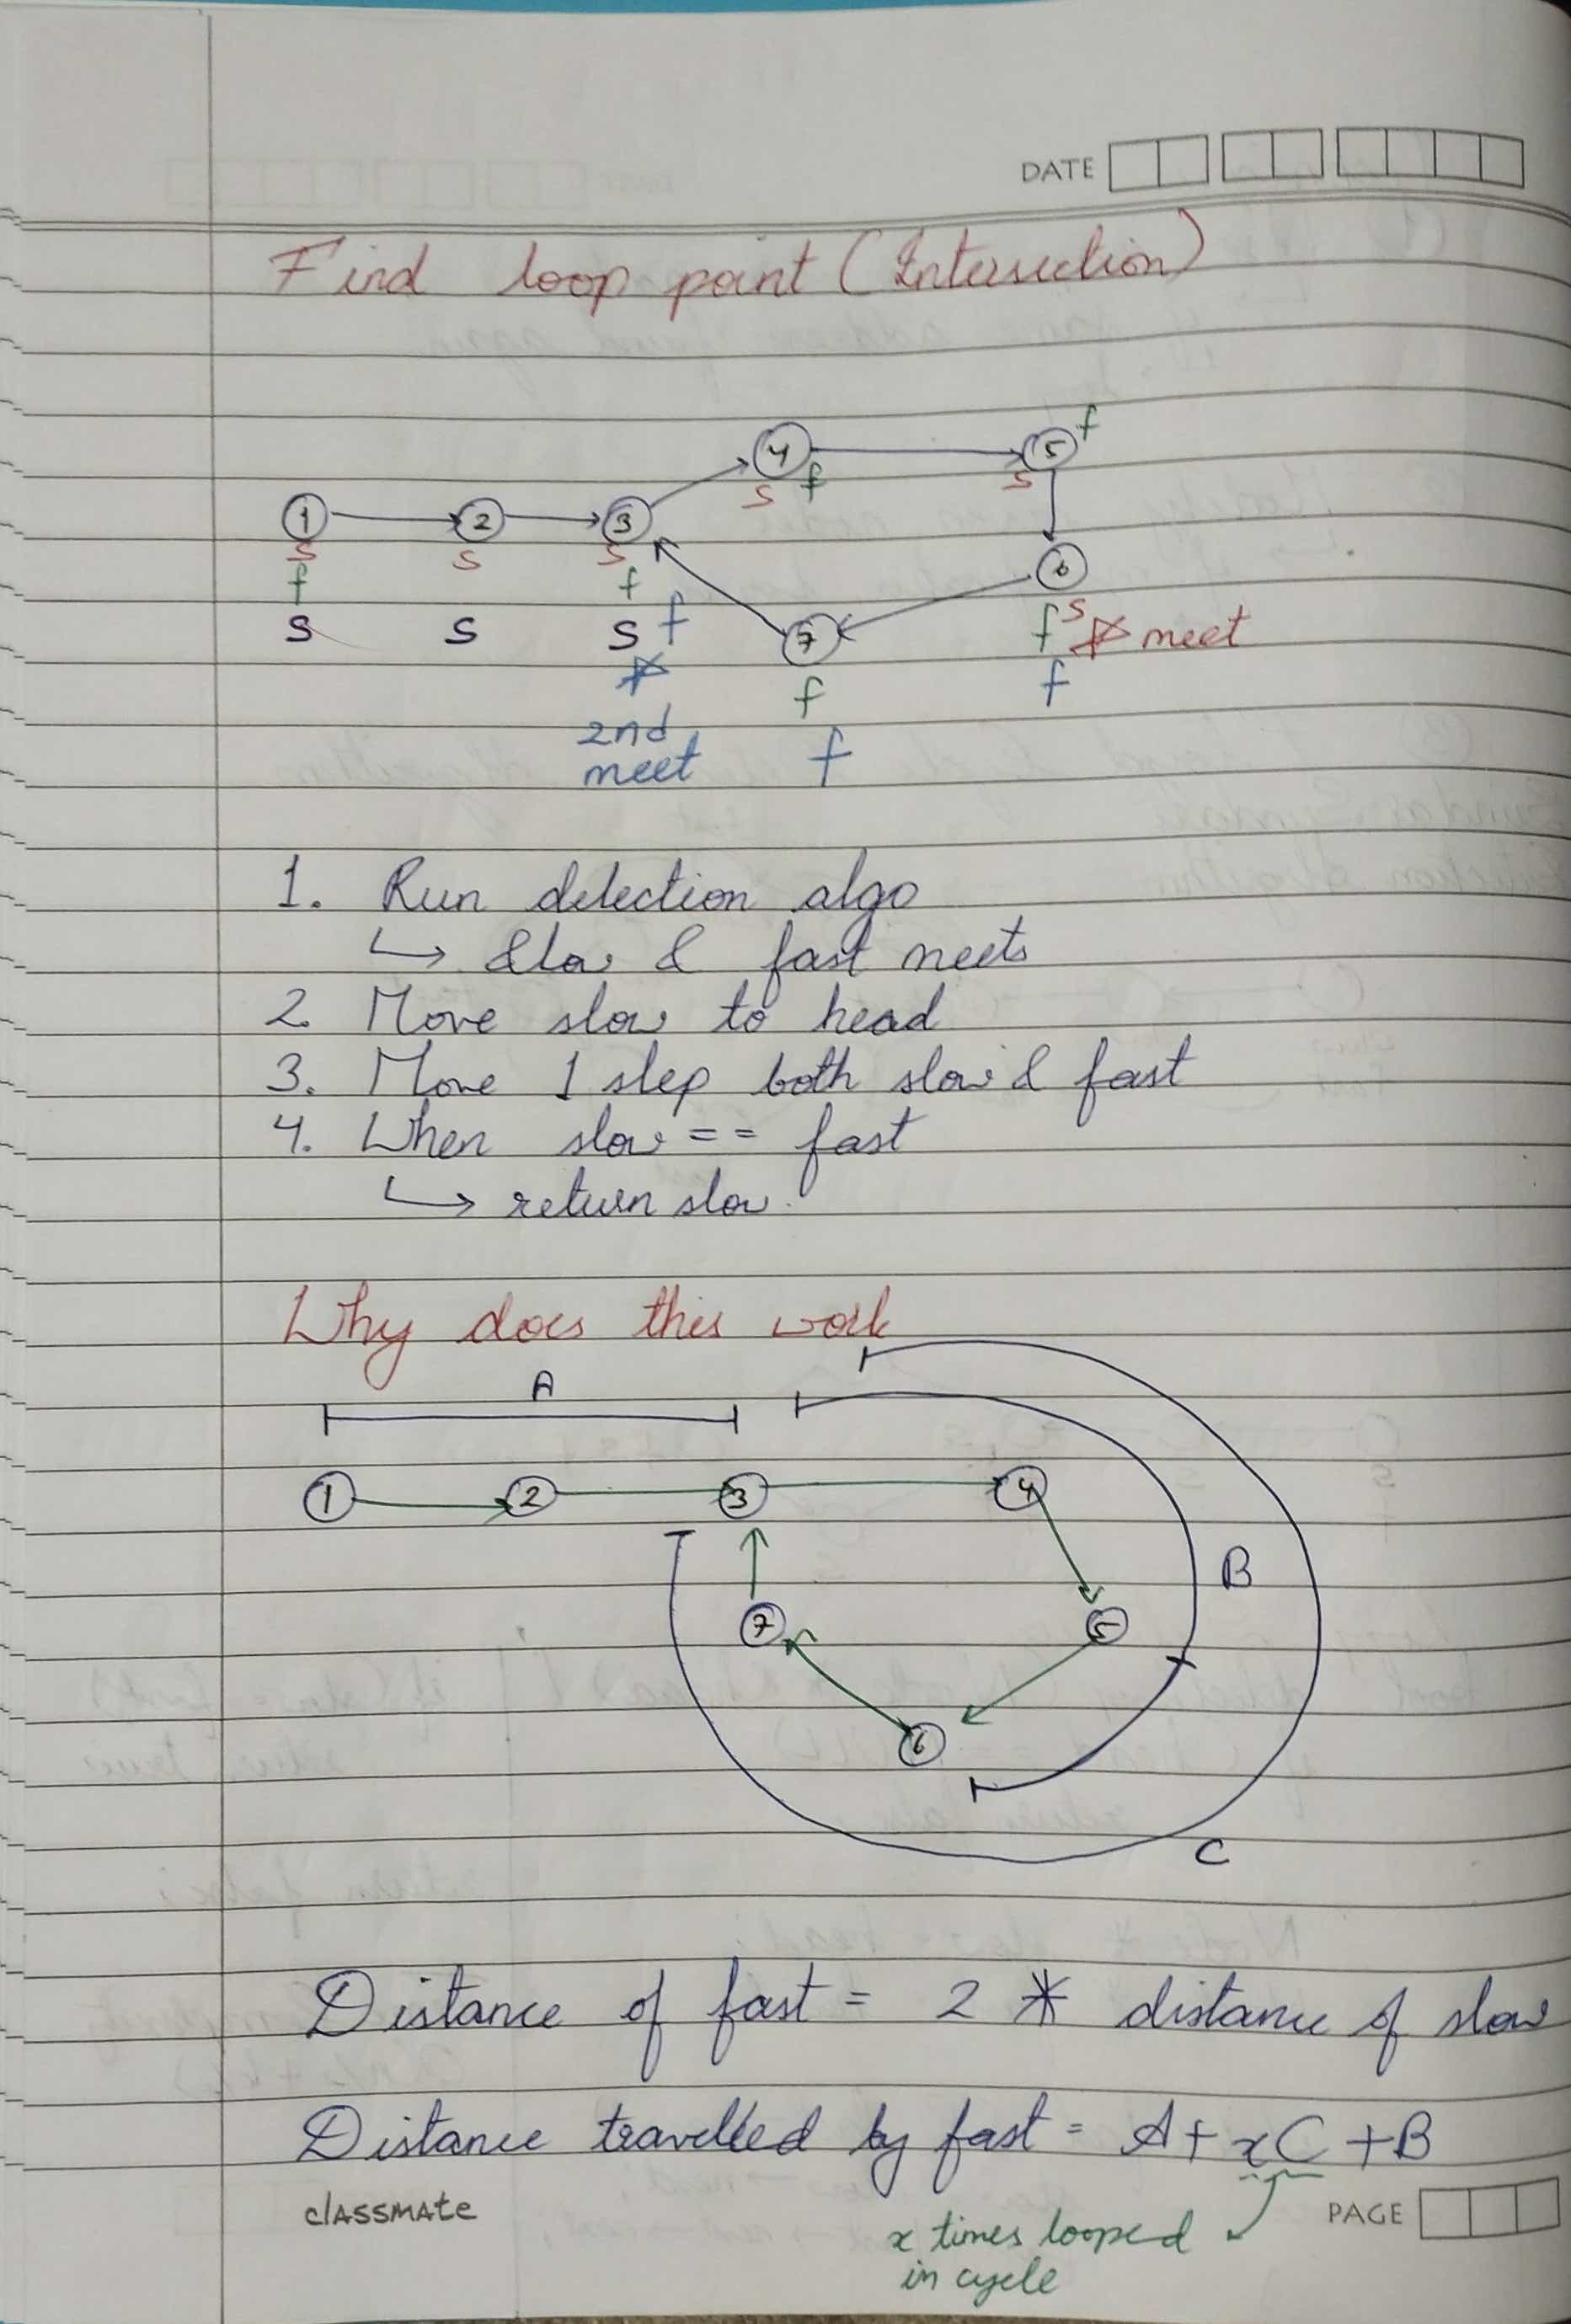 DATE
Find loop point (Intersection)
4 5 f
s f s
1 2 3
s s s 6
f f s
s s s f 7 f meet
f f
2nd
meet f
1. Run detection algo
↳ slow & fast meets
2. Move slow to head
3. Move 1 step both slow & fast
4. When slow == fast
↳ return slow.
Why does this work
A
1 2 3 4
B
7 5
6
C
Distance of fast = 2 * distance of slow
Distance travelled by fast = A + xC + B
classmate
PAGE
x times looped
in cycle